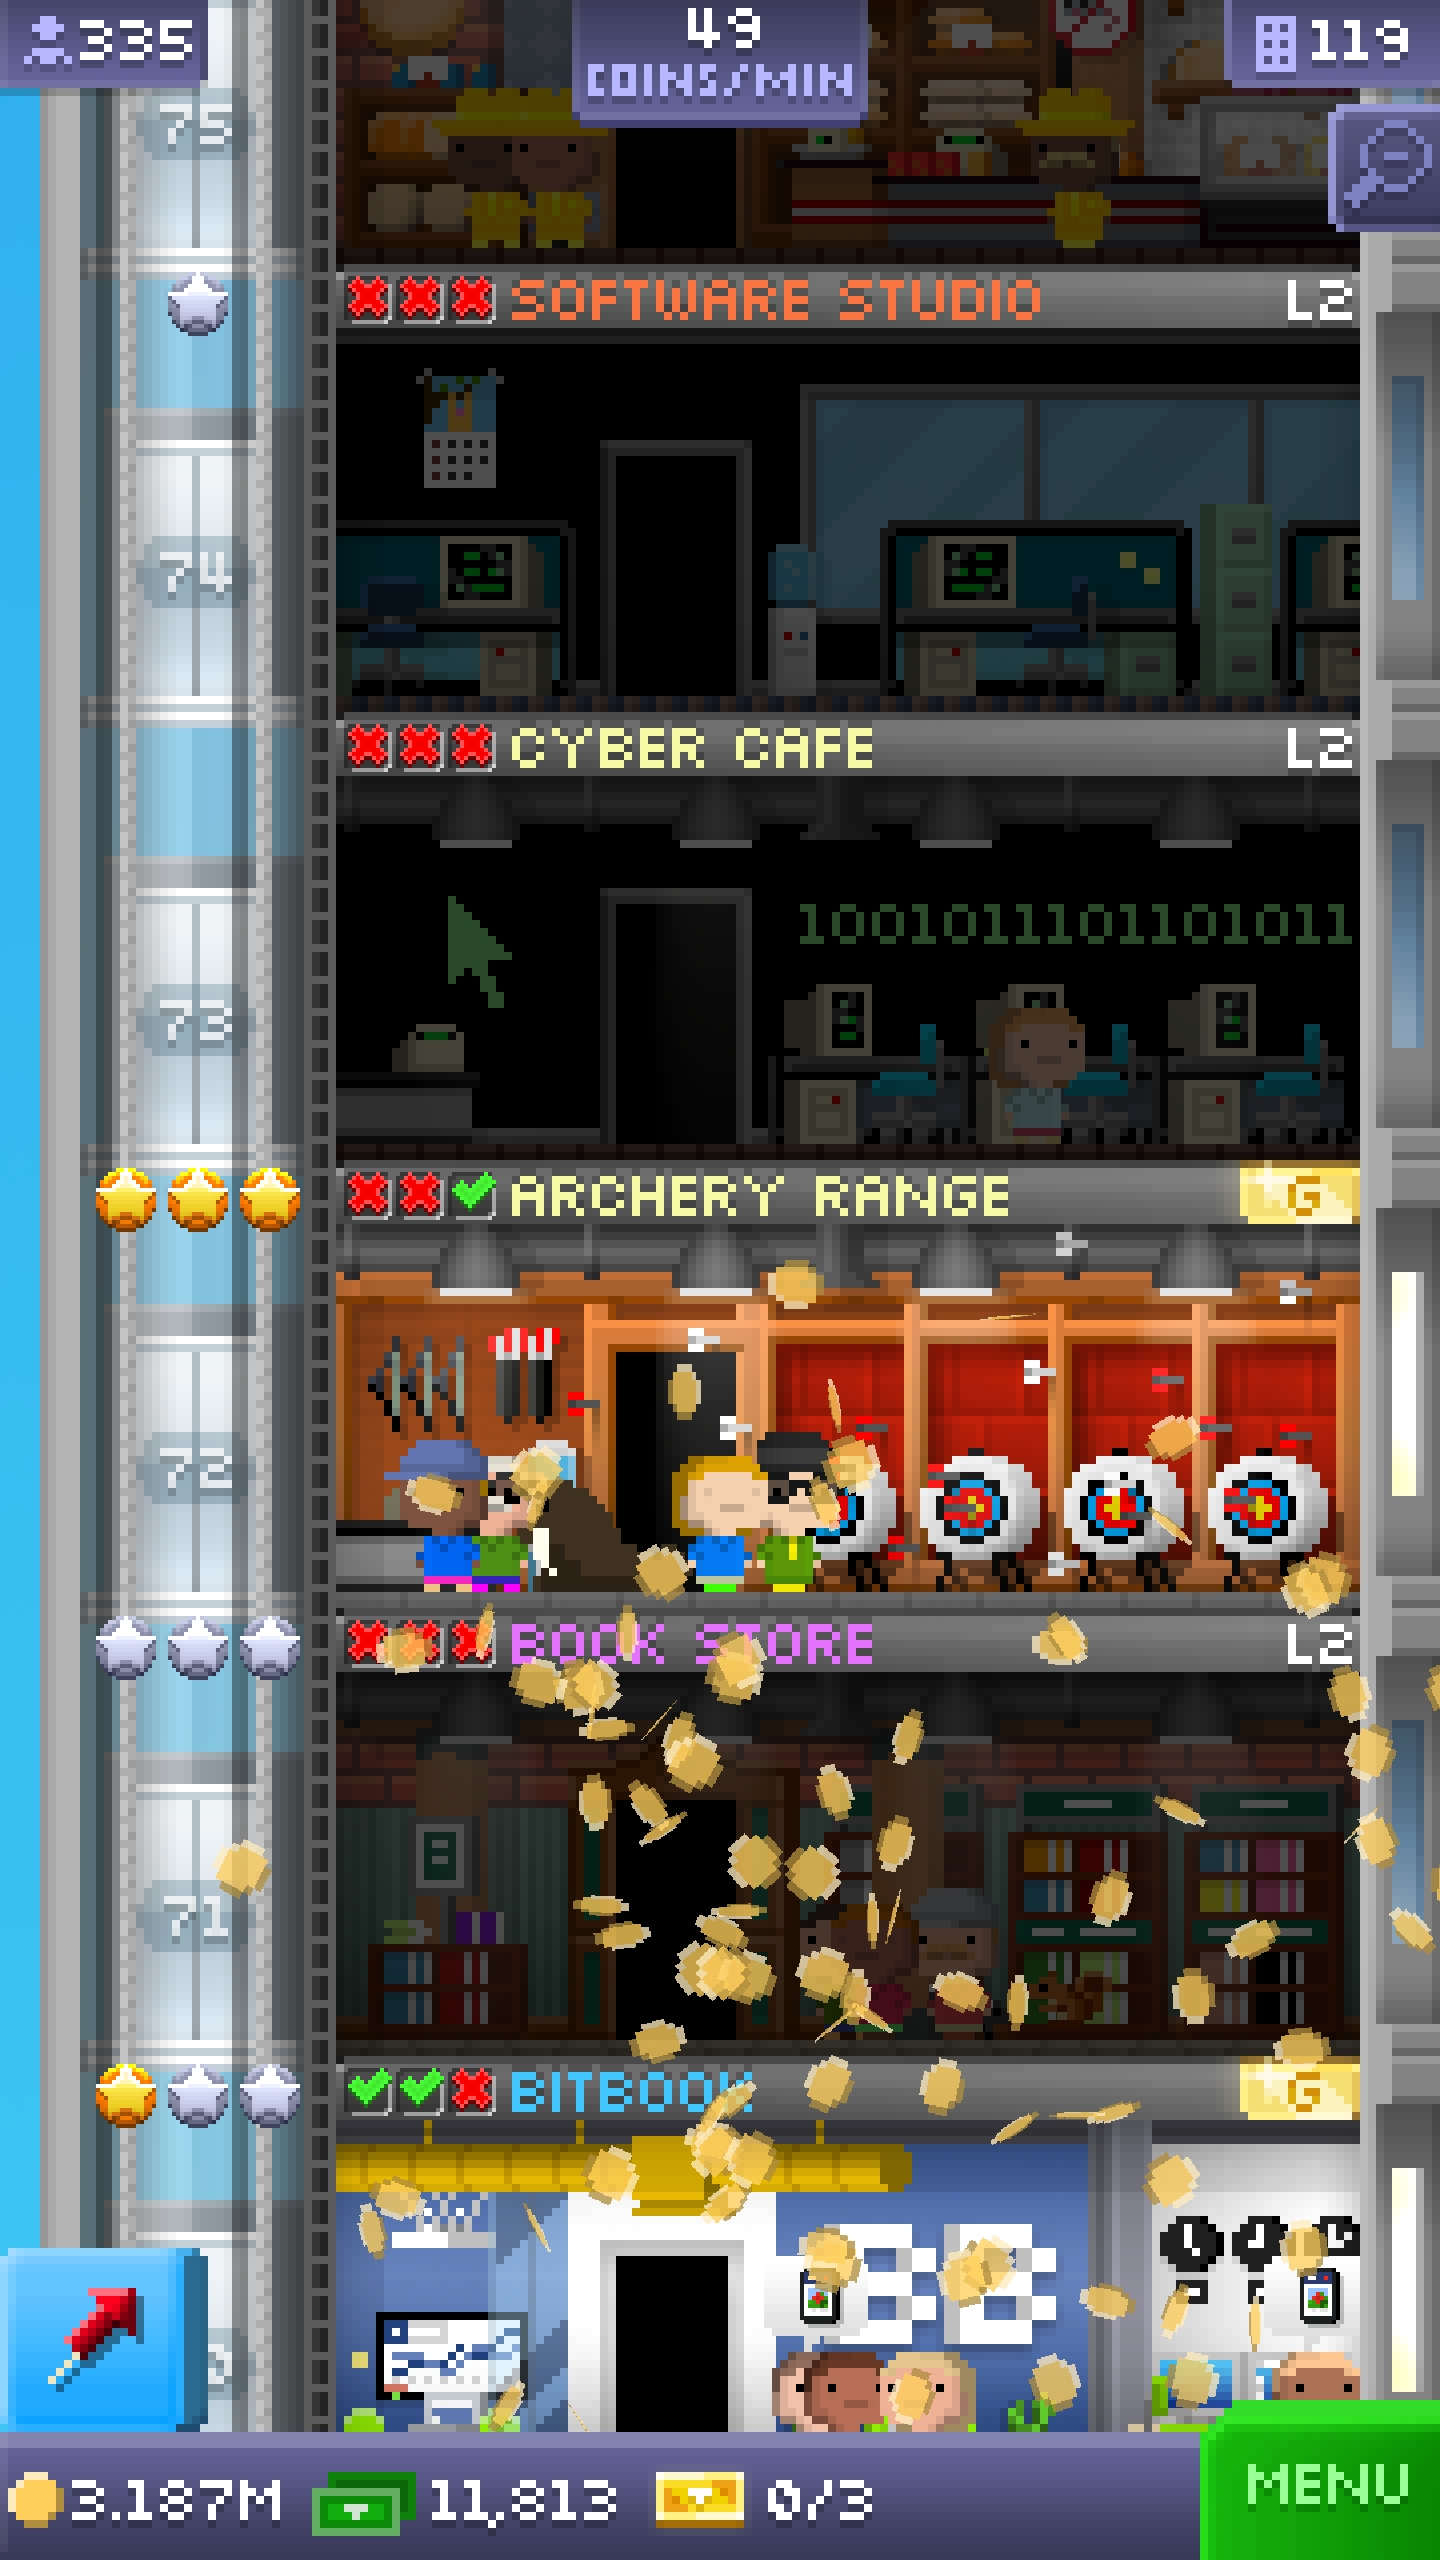 335
49
COINS/MIN
119
75
SOFTWARE STUDIO L2
74
CYBER CAFE L2
10010111101101011
73
ARCHERY RANGE G
72
BOOK STORE L2
71
BITBOOK G
3.187M 11,813 0/3
MENU